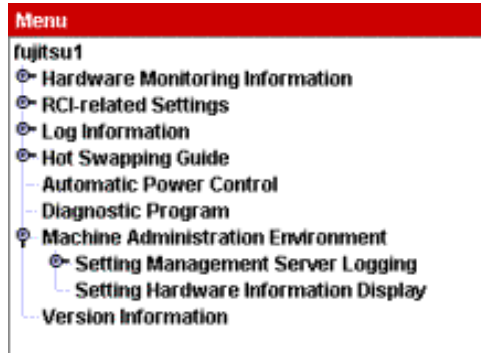 Menu
fujitsu1
Hardware Monitoring Information
RCI-related Settings
Log Information
Hot Swapping Guide
Automatic Power Control
Diagnostic Program
Machine Administration Environment
Setting Management Server Logging
Setting Hardware Information Display
Version Information